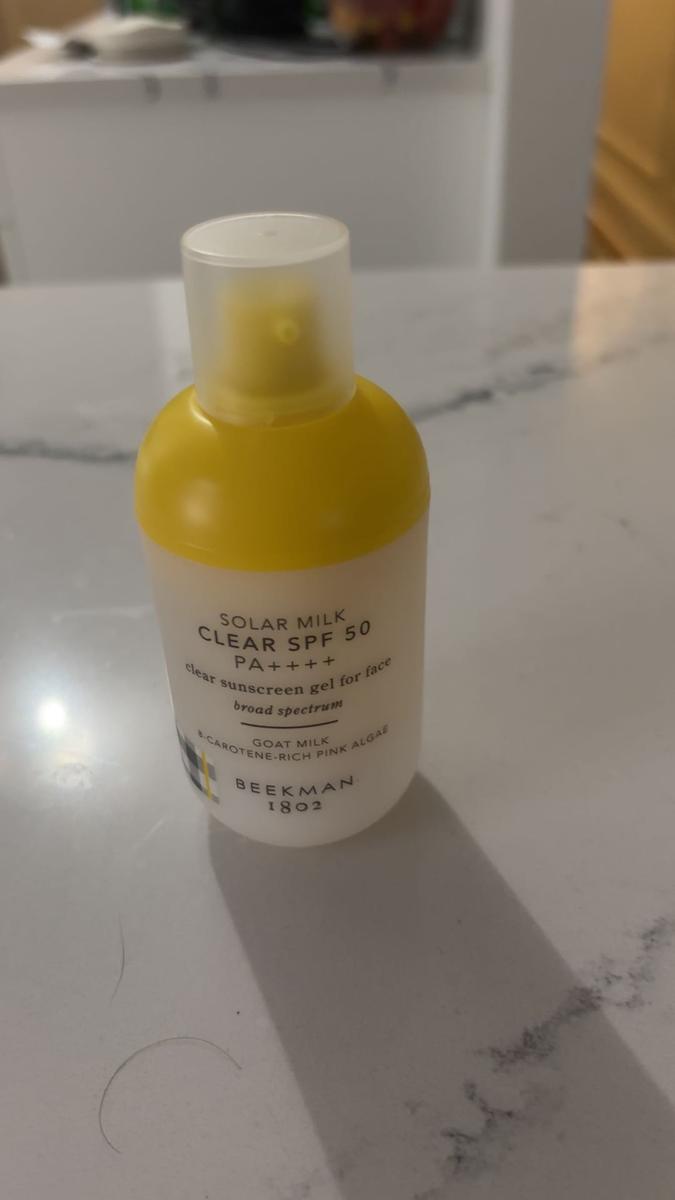 SOLAR MILK
CLEAR SPF 50
PA++++
clear sunscreen gel for face
broad spectrum
GOAT MILK
B-CAROTENE-RICH PINK ALGAE
BEEKMAN
1802